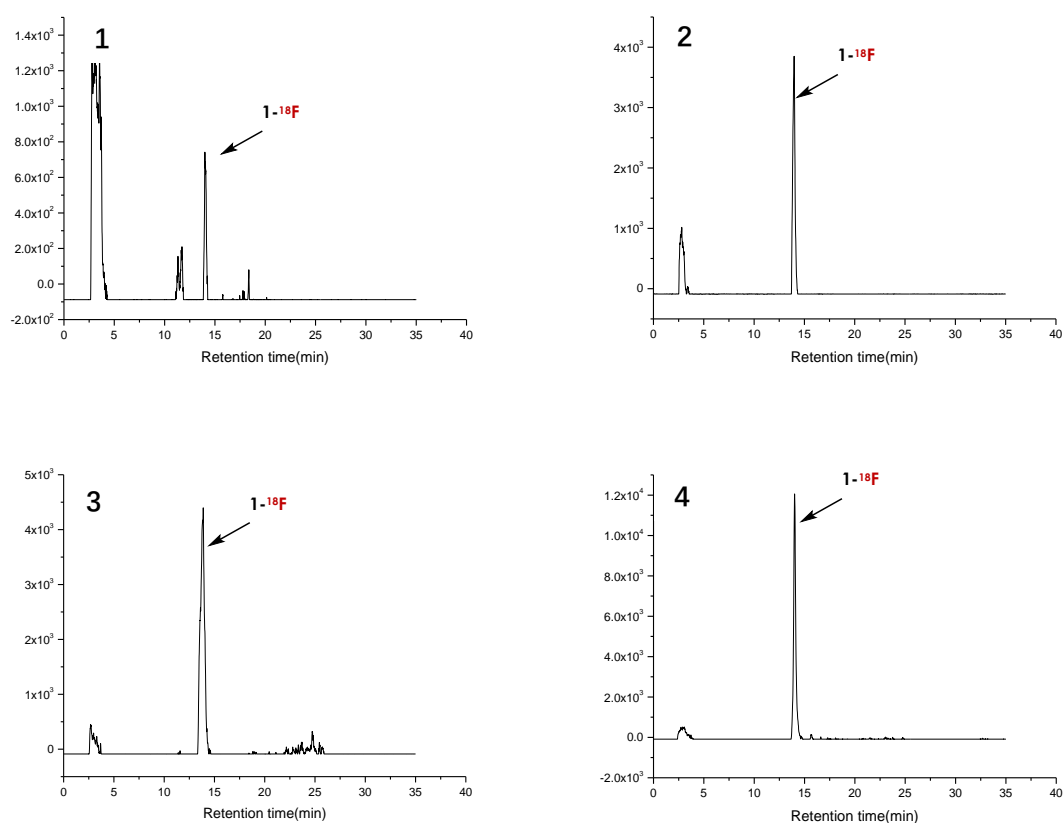 1
1-¹⁸F
1.4x10³
1.2x10³
1.0x10³
8.0x10²
6.0x10²
4.0x10²
2.0x10²
0.0
-2.0x10²
0 5 10 15 20 25 30 35 40
Retention time(min)
2
1-¹⁸F
4x10³
3x10³
2x10³
1x10³
0
0 5 10 15 20 25 30 35 40
Retention time(min)
3
1-¹⁸F
5x10³
4x10³
3x10³
2x10³
1x10³
0
0 5 10 15 20 25 30 35 40
Retention time(min)
4
1-¹⁸F
1.2x10⁴
1.0x10⁴
8.0x10³
6.0x10³
4.0x10³
2.0x10³
0.0
-2.0x10³
0 5 10 15 20 25 30 35 40
Retention time(min)